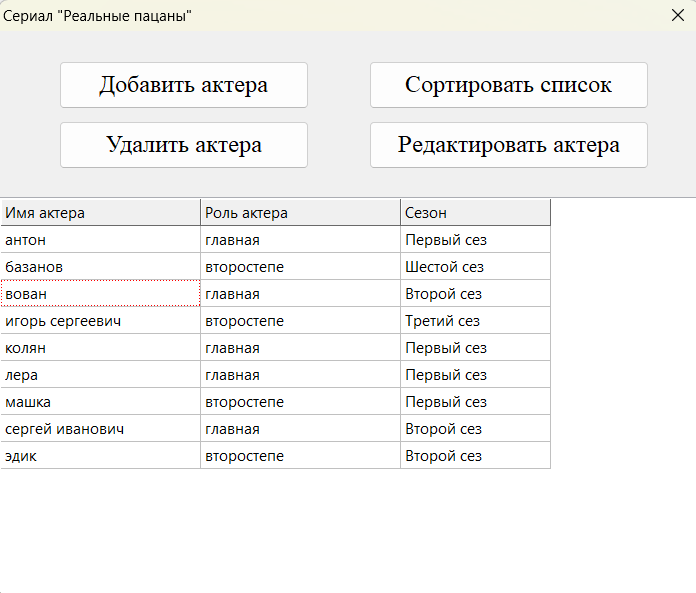 Сериал "Реальные пацаны"
Добавить актера Сортировать список
Удалить актера Редактировать актера
Имя актера Роль актера Сезон
антон главная Первый сез
базанов второстепе Шестой сез
вован главная Второй сез
игорь сергеевич второстепе Третий сез
колян главная Первый сез
лера главная Первый сез
машка второстепе Первый сез
сергей иванович главная Второй сез
эдик второстепе Второй сез